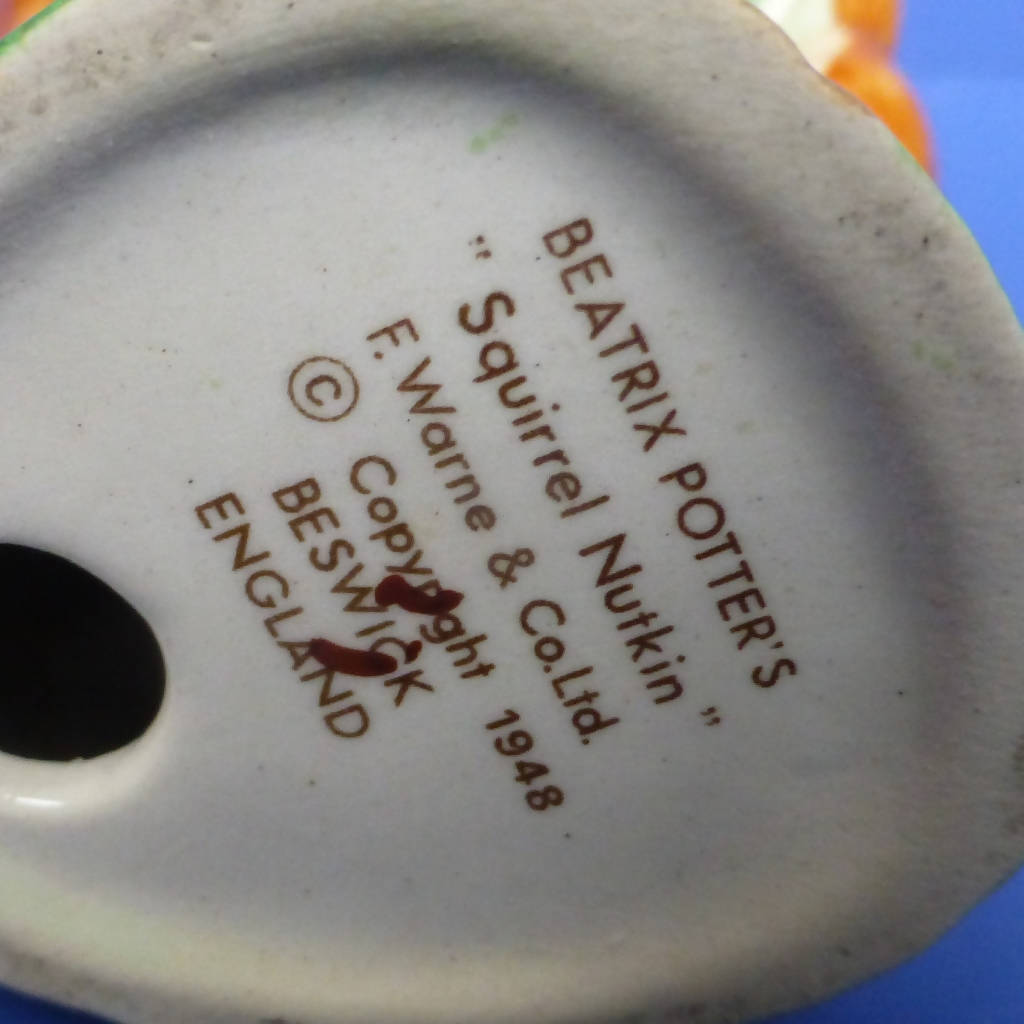 BEATRIX POTTER'S
" Squirrel Nutkin "
F. Warne & Co.Ltd.
© Copyright 1948
BESWICK
ENGLAND